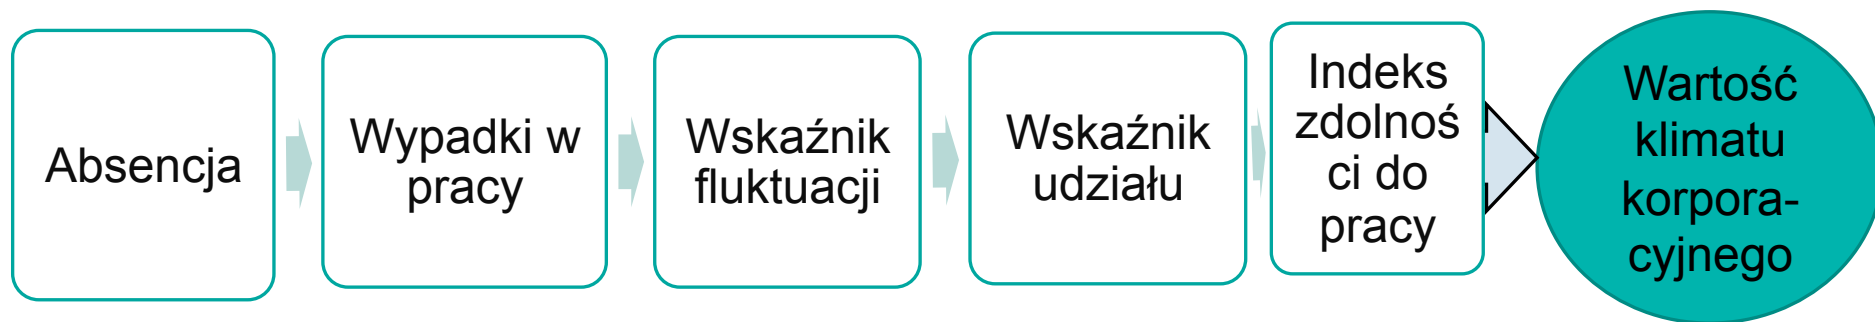 Absencja
Wypadki w
pracy
Wskaźnik
fluktuacji
Wskaźnik
udziału
Indeks
zdolnoś
ci do
pracy
Wartość
klimatu
korpora-
cyjnego